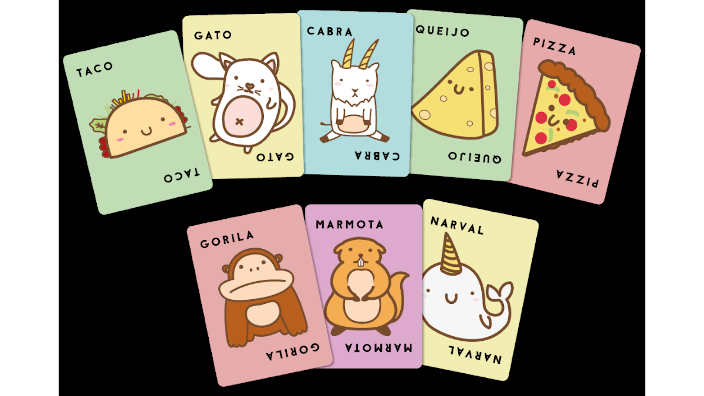 TACO
TACO
GATO
GATO
CABRA
CABRA
QUEIJO
QUEIJO
PIZZA
PIZZA
GORILA
GORILA
MARMOTA
MARMOTA
NARVAL
NARVAL